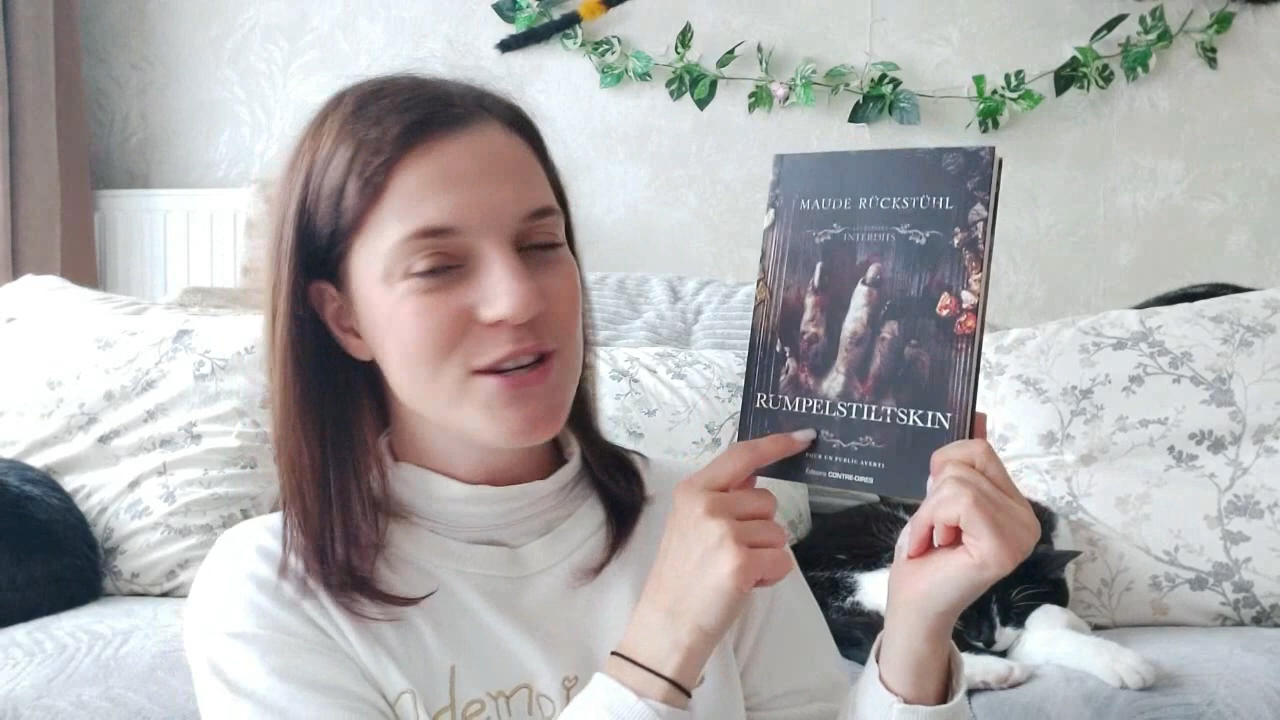 MAUDE RÜCKSTÜHL
INTERDITS
RUMPELSTILTSKIN
POUR UN PUBLIC AVERTI
Éditions CONTRE-DIRES